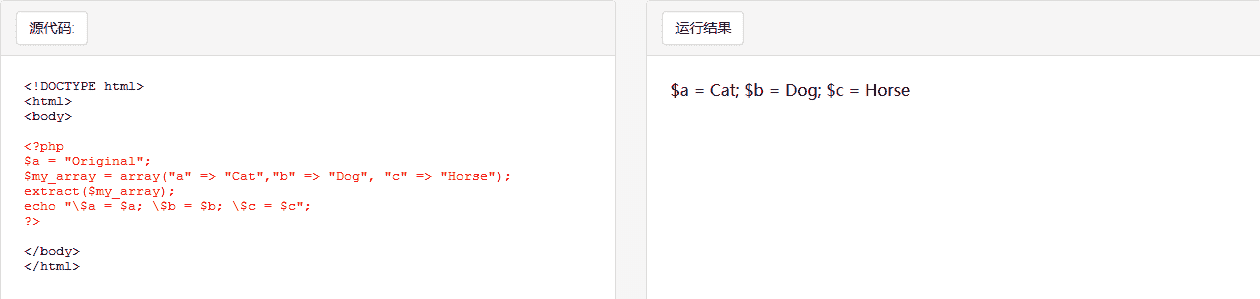 源代码:
<!DOCTYPE html>
<html>
<body>
<?php
$a = "Original";
$my_array = array("a" => "Cat","b" => "Dog", "c" => "Horse");
extract($my_array);
echo "\$a = $a; \$b = $b; \$c = $c";
?>
</body>
</html>
运行结果
$a = Cat; $b = Dog; $c = Horse